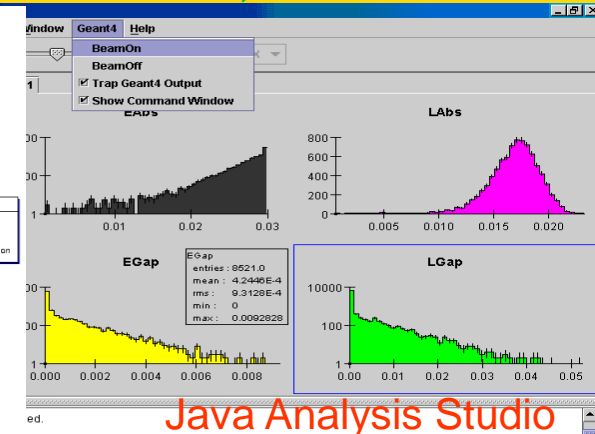 Window Geant4 Help
BeamOn
BeamOff
Trap Geant4 Output
Show Command Window
1
EAbs
1
0.01 0.02 0.03
LAbs
800
600
400
200
0
0.005 0.010 0.015 0.020
on
EGap
EGap
entries : 8521.0
mean : 4.2446E-4
rms : 9.3128E-4
min : 0
max : 0.0092828
1
0.000 0.002 0.004 0.006 0.008
LGap
10000
100
1
0.00 0.01 0.02 0.03 0.04 0.05
ed.
Java Analysis Studio